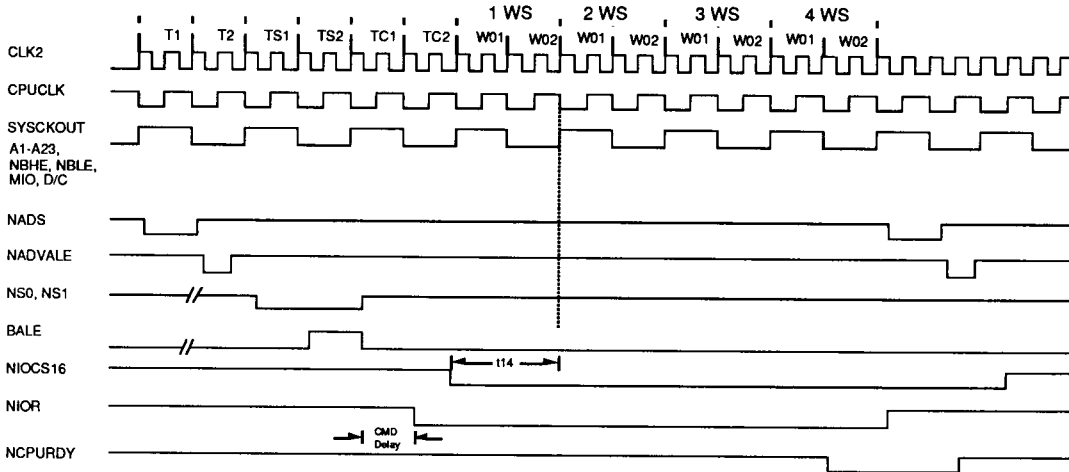 1 WS 2 WS 3 WS 4 WS
T1 T2 TS1 TS2 TC1 TC2 W01 W02 W01 W02 W01 W02 W01 W02
CLK2
CPUCLK
SYSCKOUT
A1-A23,
NBHE, NBLE,
MIO, D/C
NADS
NADVALE
NS0, NS1
BALE
NIOCS16
t14
NIOR
CMD
Delay
NCPURDY